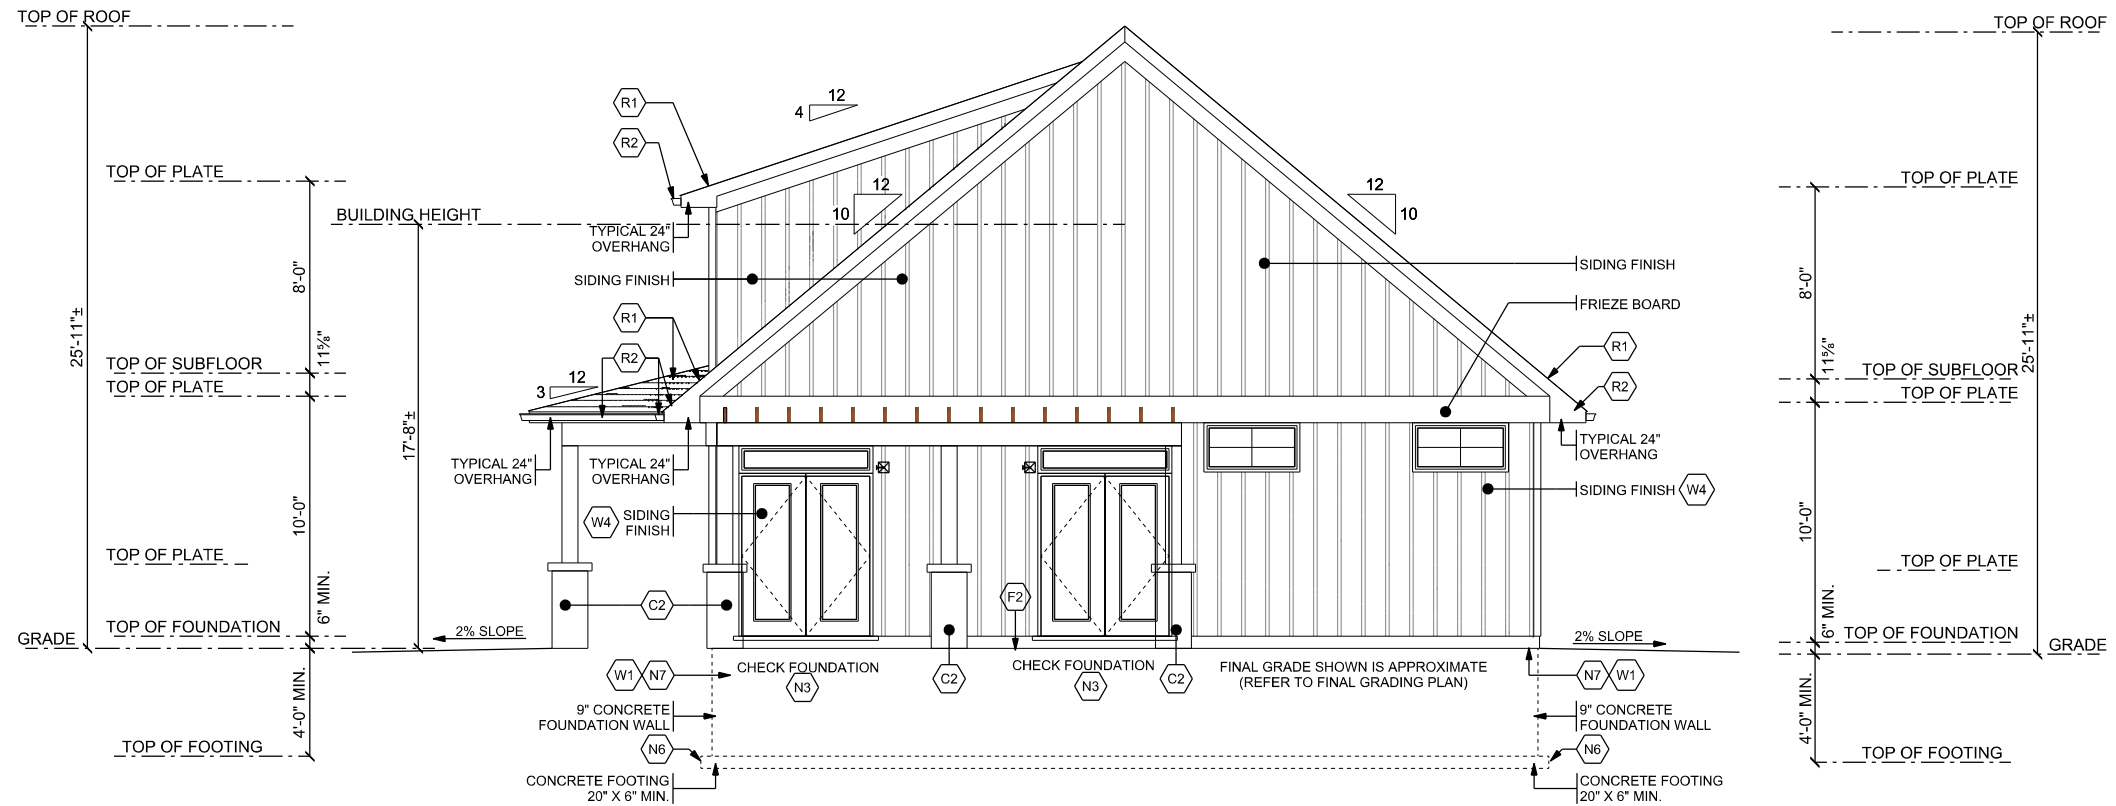 TOP OF ROOF
TOP OF ROOF
R1
12
4
R2
TOP OF PLATE
TOP OF PLATE
12
10
12
10
BUILDING HEIGHT
TYPICAL 24"
OVERHANG
SIDING FINISH
SIDING FINISH
8'-0"
8'-0"
FRIEZE BOARD
R1
25'-11"±
11⅝"
R1
11⅝"
25'-11"±
R2
TOP OF SUBFLOOR
TOP OF SUBFLOOR
12
3
R2
TOP OF PLATE
TOP OF PLATE
17'-8"±
TYPICAL 24"
OVERHANG
TYPICAL 24"
OVERHANG
TYPICAL 24"
OVERHANG
SIDING FINISH
W4
10'-0"
W4
SIDING
FINISH
10'-0"
TOP OF PLATE
TOP OF PLATE
6" MIN.
C2
F2
6" MIN.
TOP OF FOUNDATION
TOP OF FOUNDATION
GRADE
2% SLOPE
2% SLOPE
GRADE
W1
N7
CHECK FOUNDATION
N3
C2
CHECK FOUNDATION
N3
C2
FINAL GRADE SHOWN IS APPROXIMATE
(REFER TO FINAL GRADING PLAN)
N7
W1
4'-0" MIN.
9" CONCRETE
FOUNDATION WALL
9" CONCRETE
FOUNDATION WALL
4'-0" MIN.
TOP OF FOOTING
N6
N6
TOP OF FOOTING
CONCRETE FOOTING
20" X 6" MIN.
CONCRETE FOOTING
20" X 6" MIN.